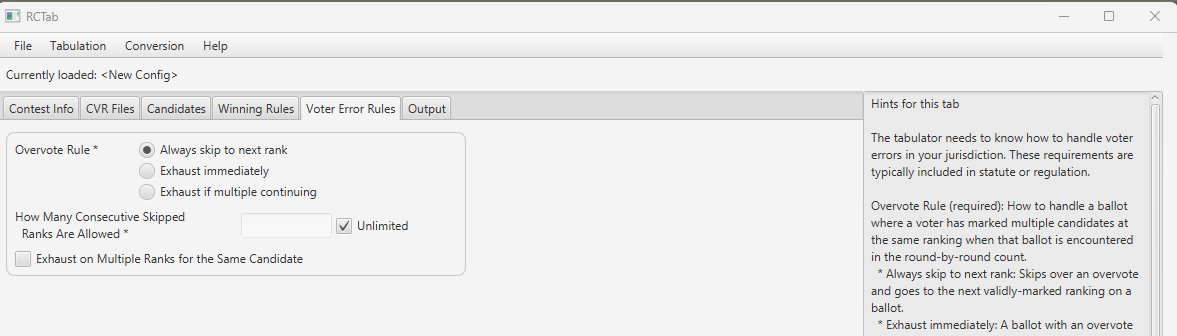 RCTab
File Tabulation Conversion Help
Currently loaded: <New Config>
Contest Info CVR Files Candidates Winning Rules Voter Error Rules Output
Overvote Rule *
Always skip to next rank
Exhaust immediately
Exhaust if multiple continuing
How Many Consecutive Skipped
Ranks Are Allowed *
Unlimited
Exhaust on Multiple Ranks for the Same Candidate
Hints for this tab
The tabulator needs to know how to handle voter
errors in your jurisdiction. These requirements are
typically included in statute or regulation.
Overvote Rule (required): How to handle a ballot
where a voter has marked multiple candidates at
the same ranking when that ballot is encountered
in the round-by-round count.
* Always skip to next rank: Skips over an overvote
and goes to the next validly-marked ranking on a
ballot.
* Exhaust immediately: A ballot with an overvote